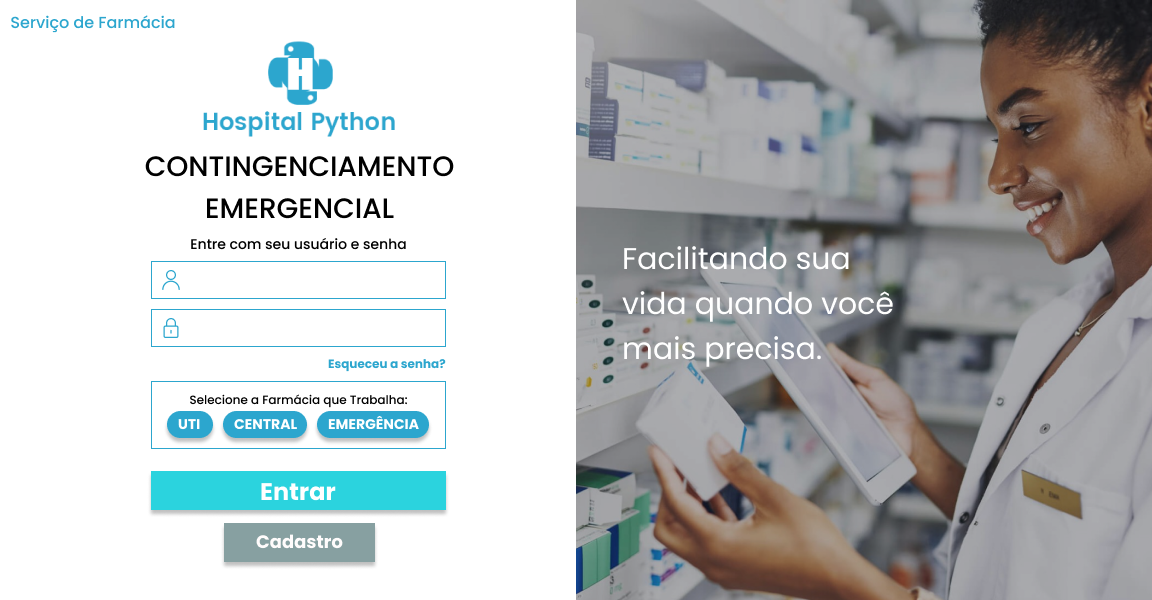 Serviço de Farmácia
H
Hospital Python
CONTINGENCIAMENTO
EMERGENCIAL
Entre com seu usuário e senha
Esqueceu a senha?
Selecione a Farmácia que Trabalha:
UTI
CENTRAL
EMERGÊNCIA
Entrar
Cadastro
Facilitando sua
vida quando você
mais precisa.